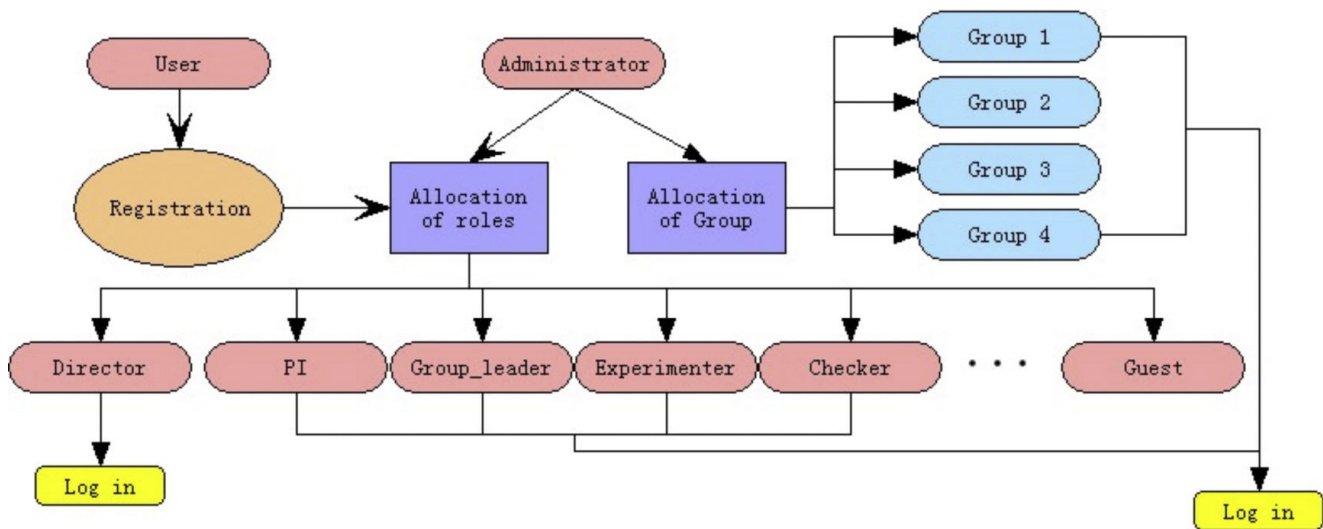 User
Administrator
Group 1
Group 2
Group 3
Group 4
Registration
Allocation
of roles
Allocation
of Group
Director
PI
Group_leader
Experimenter
Checker
...
Guest
Log in
Log in